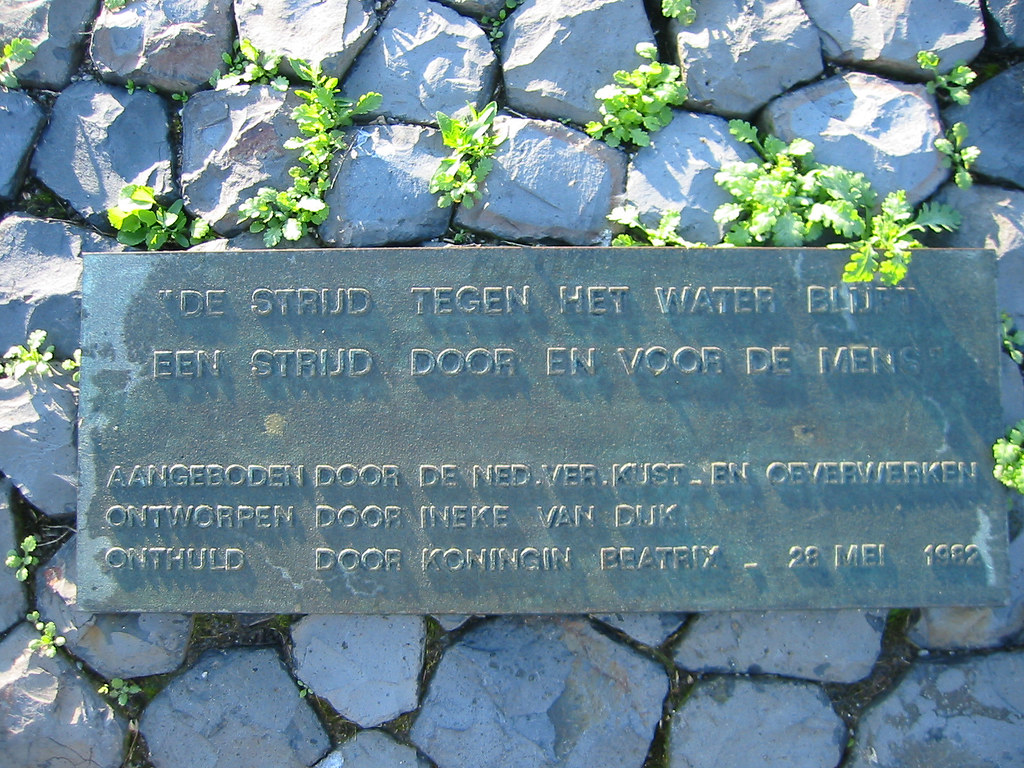 "DE STRIJD TEGEN HET WATER BLIJFT
EEN STRIJD DOOR EN VOOR DE MENS"
AANGEBODEN DOOR DE NED. VER. KUST_ EN OEVERWERKEN
ONTWORPEN DOOR INEKE VAN DIJK
ONTHULD DOOR KONINGIN BEATRIX _ 28 MEI 1982